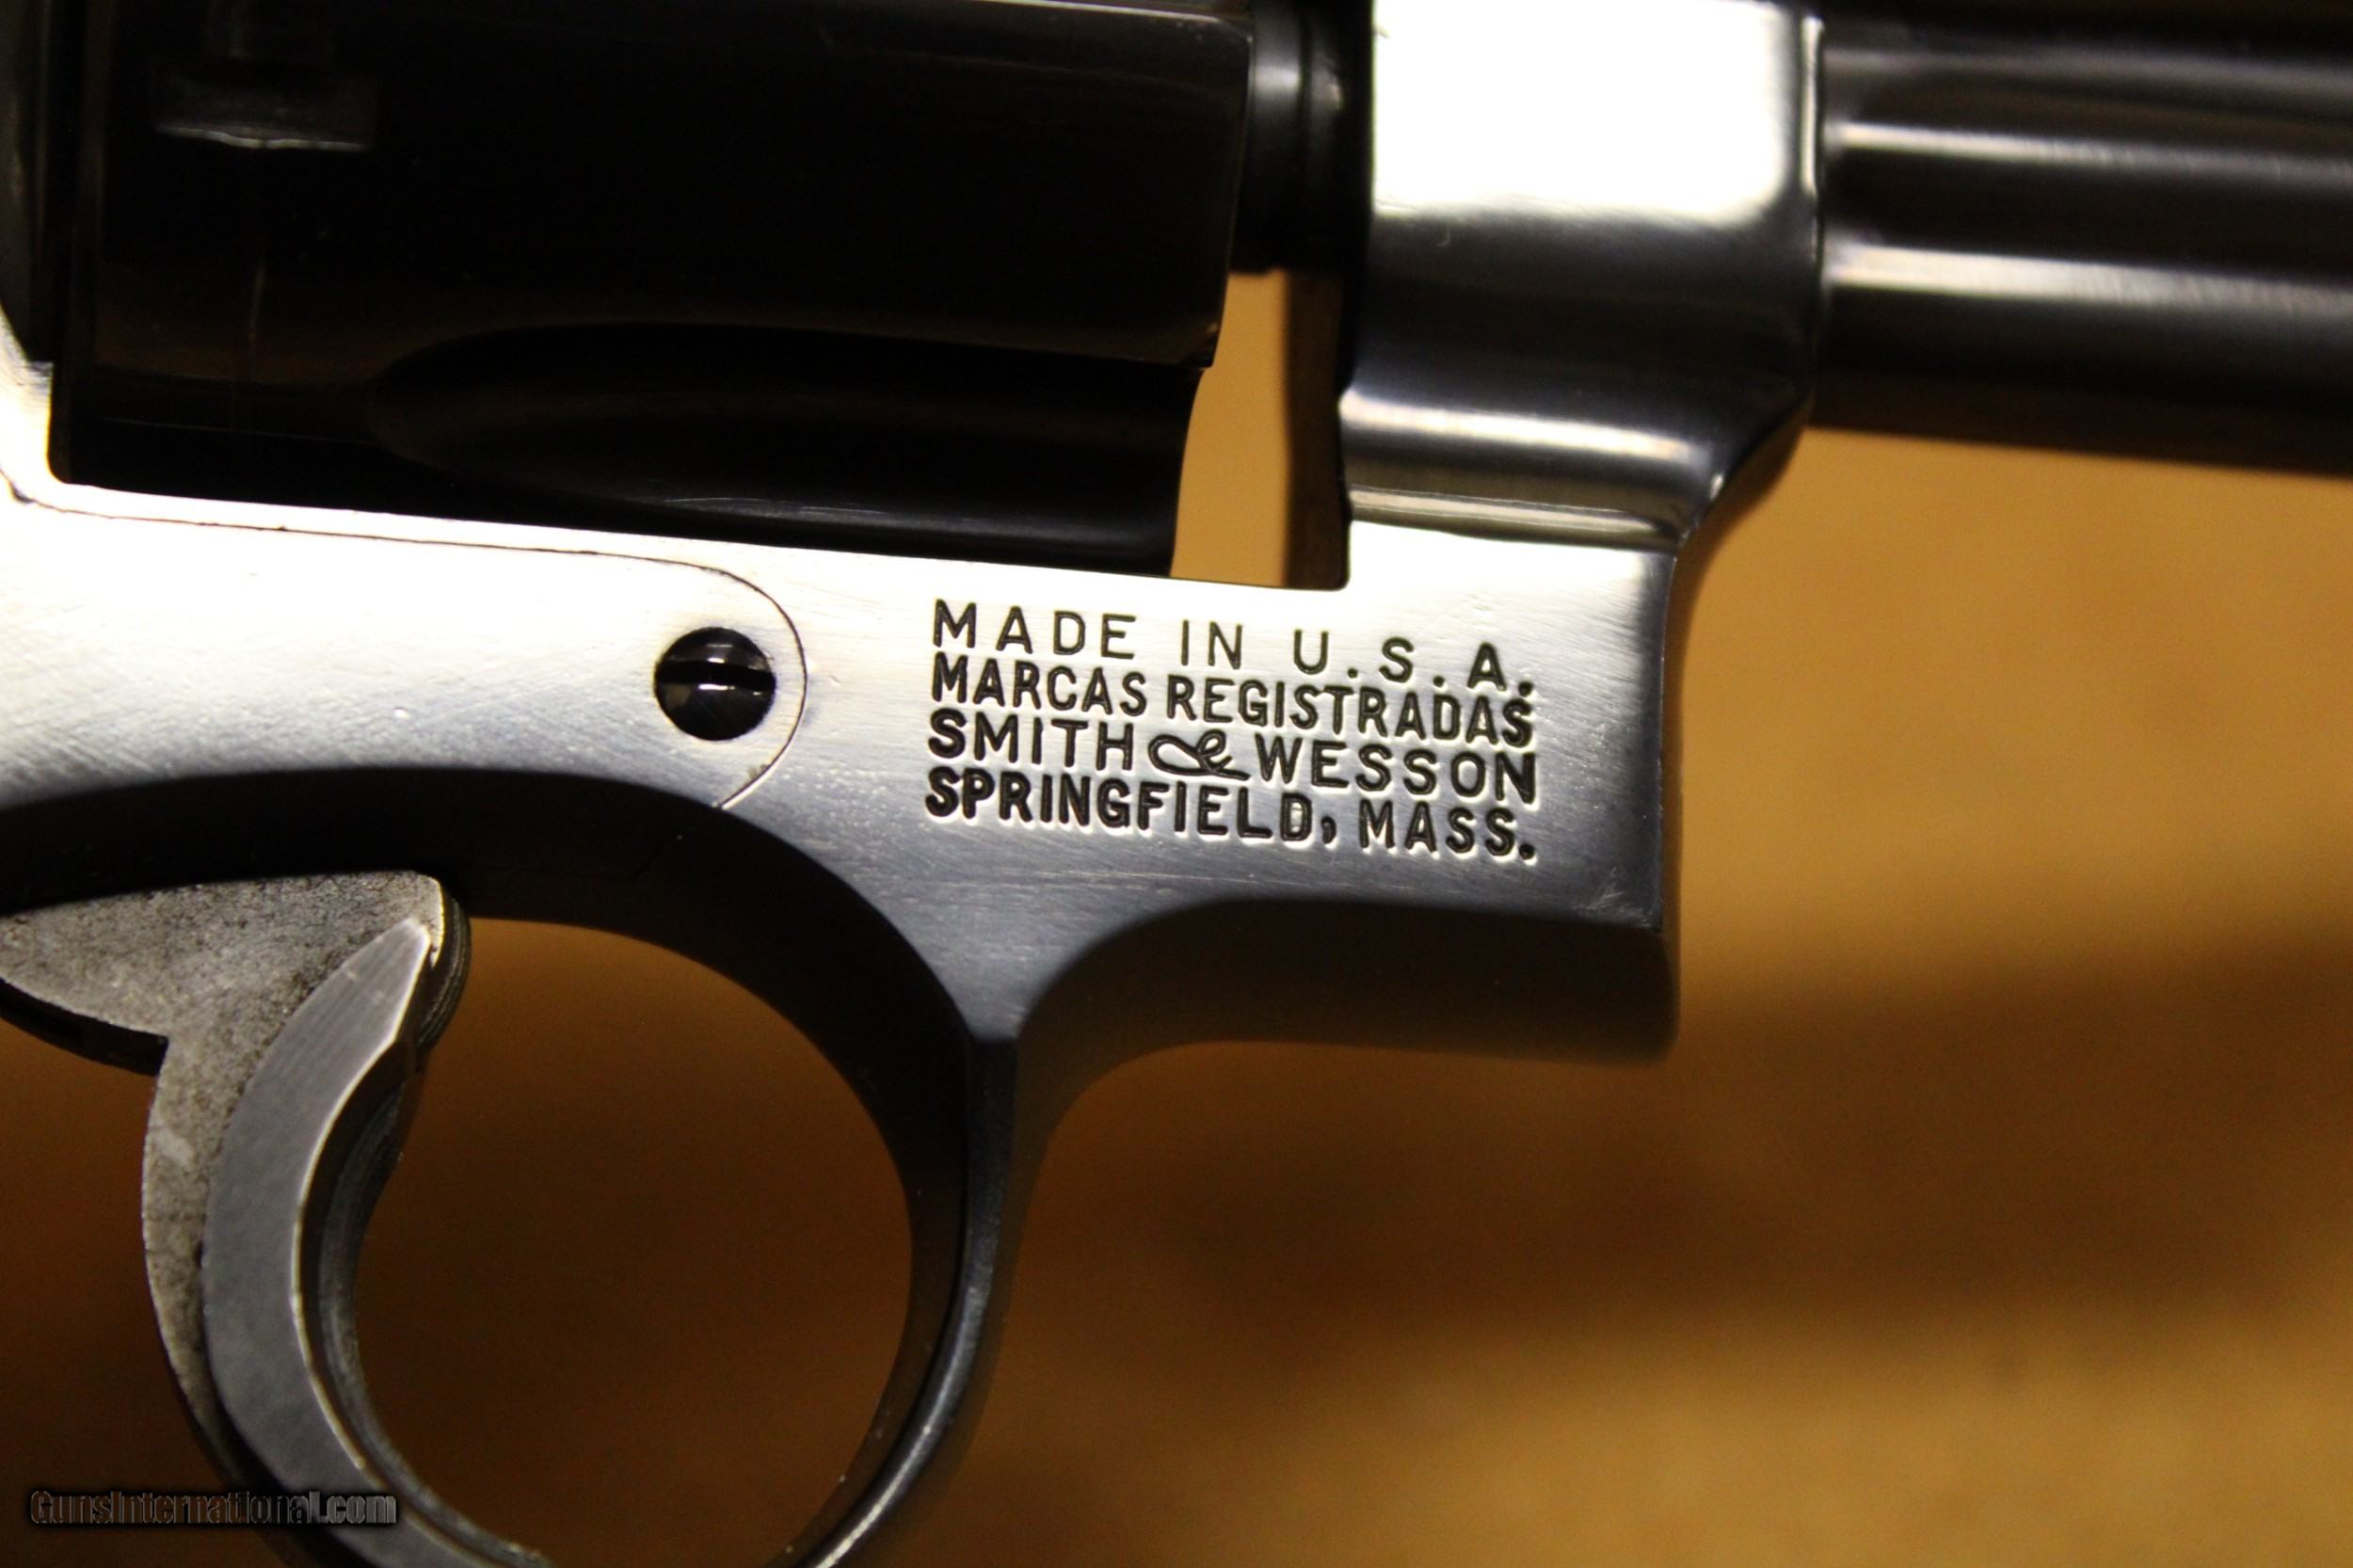 MADE IN U.S.A.
MARCAS REGISTRADAS
SMITH & WESSON
SPRINGFIELD, MASS.
GunsInternational.com